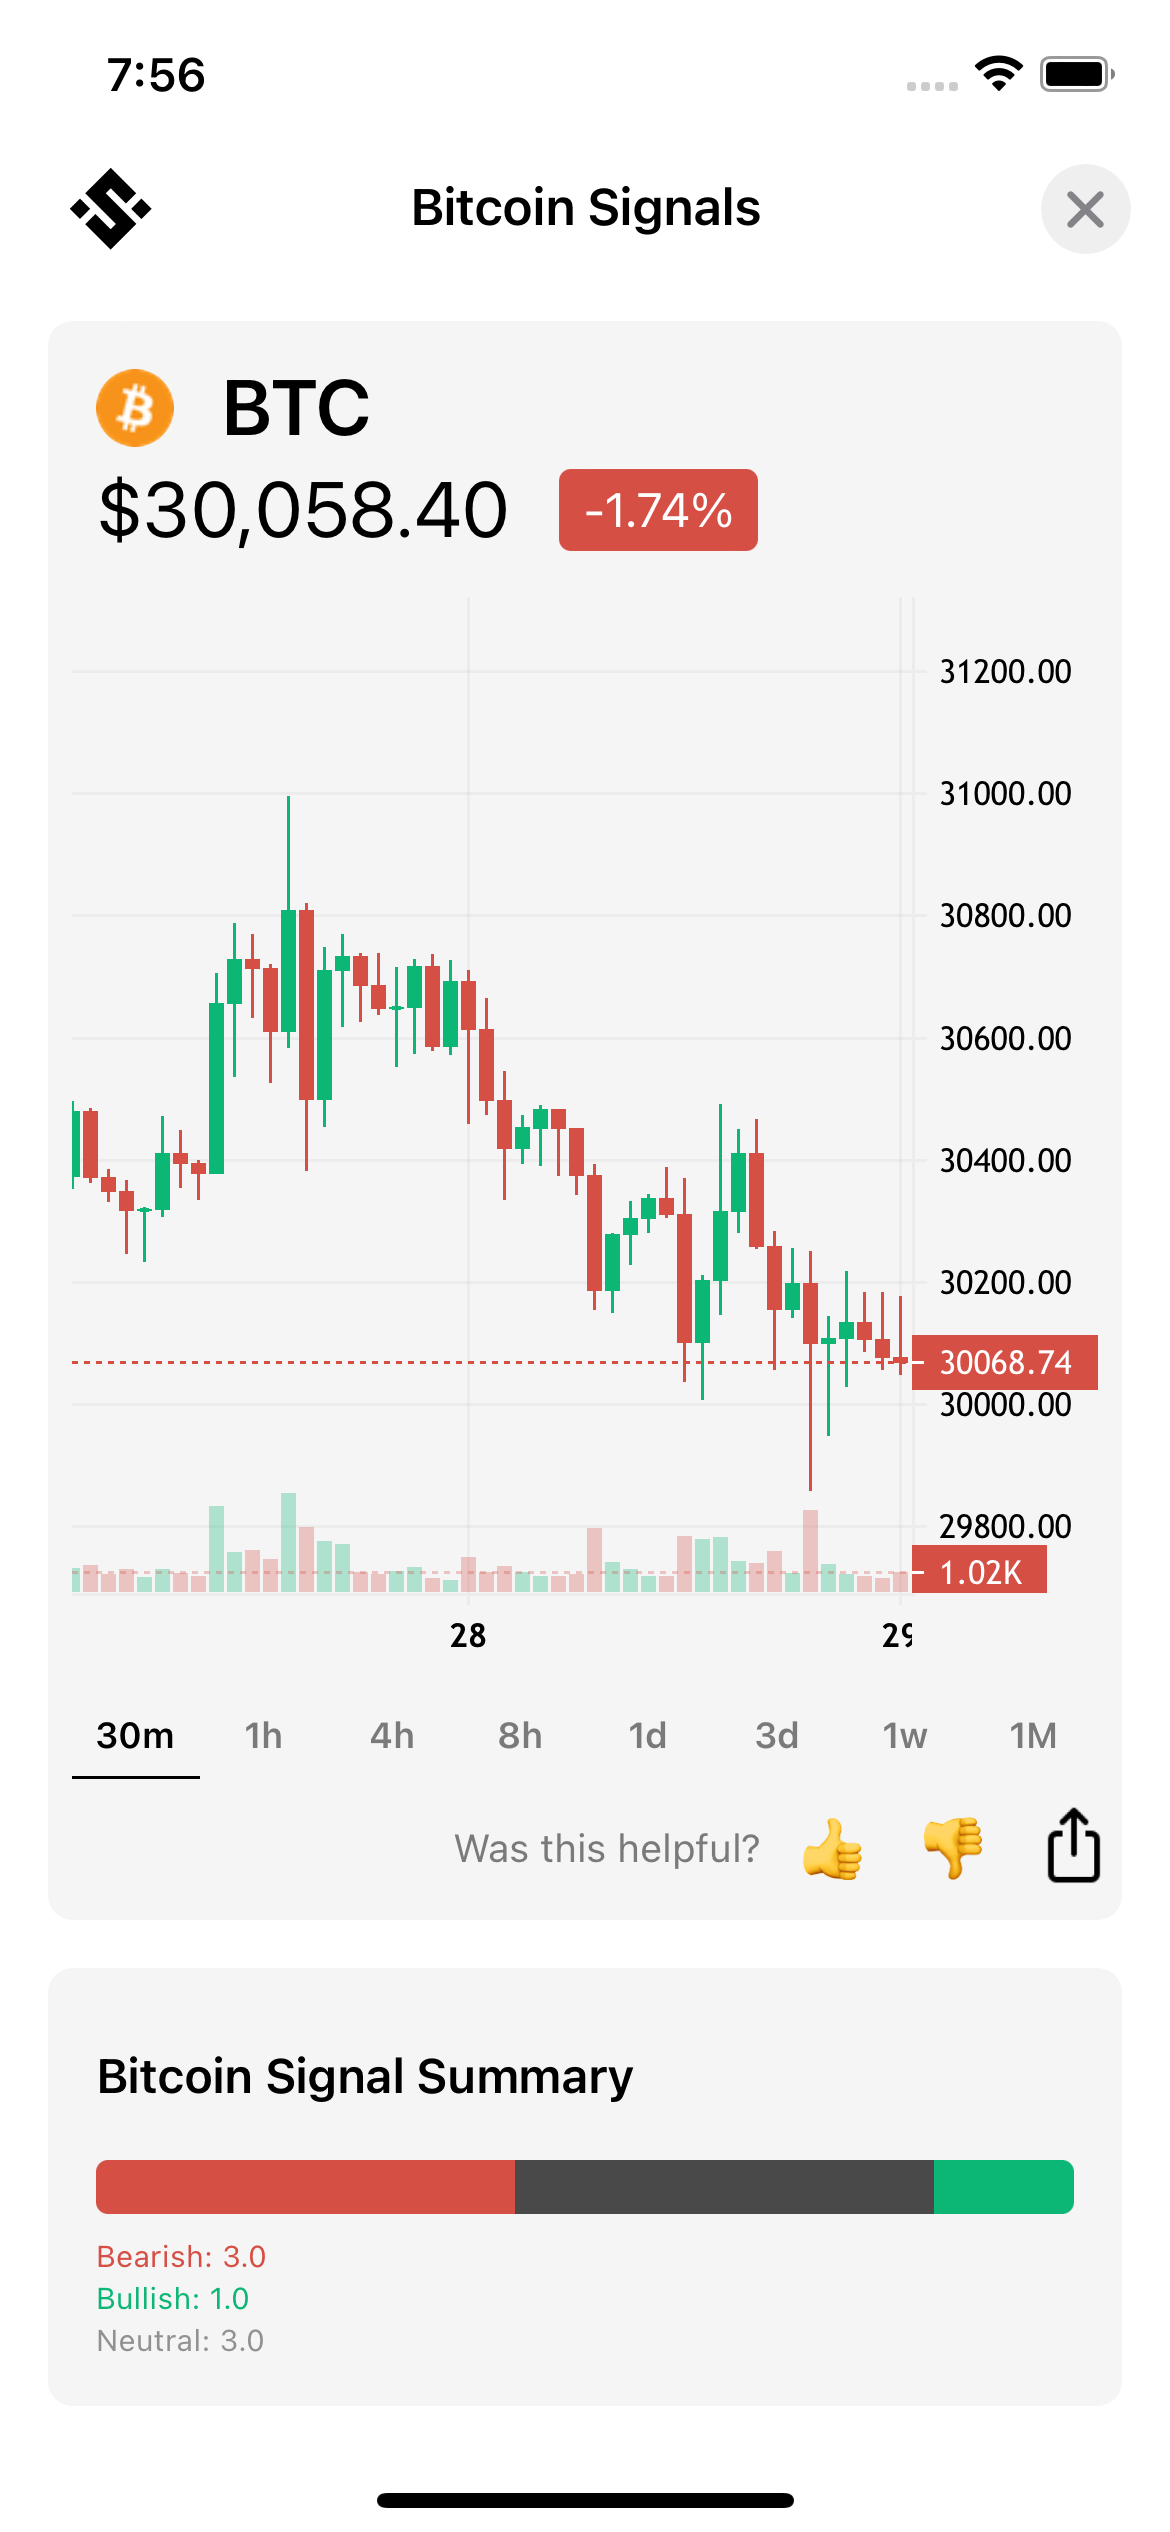 7:56
Bitcoin Signals
BTC
$30,058.40 -1.74%
31200.00
31000.00
30800.00
30600.00
30400.00
30200.00
30068.74
30000.00
29800.00
1.02K
28 29
30m 1h 4h 8h 1d 3d 1w 1M
Was this helpful?
Bitcoin Signal Summary
Bearish: 3.0
Bullish: 1.0
Neutral: 3.0